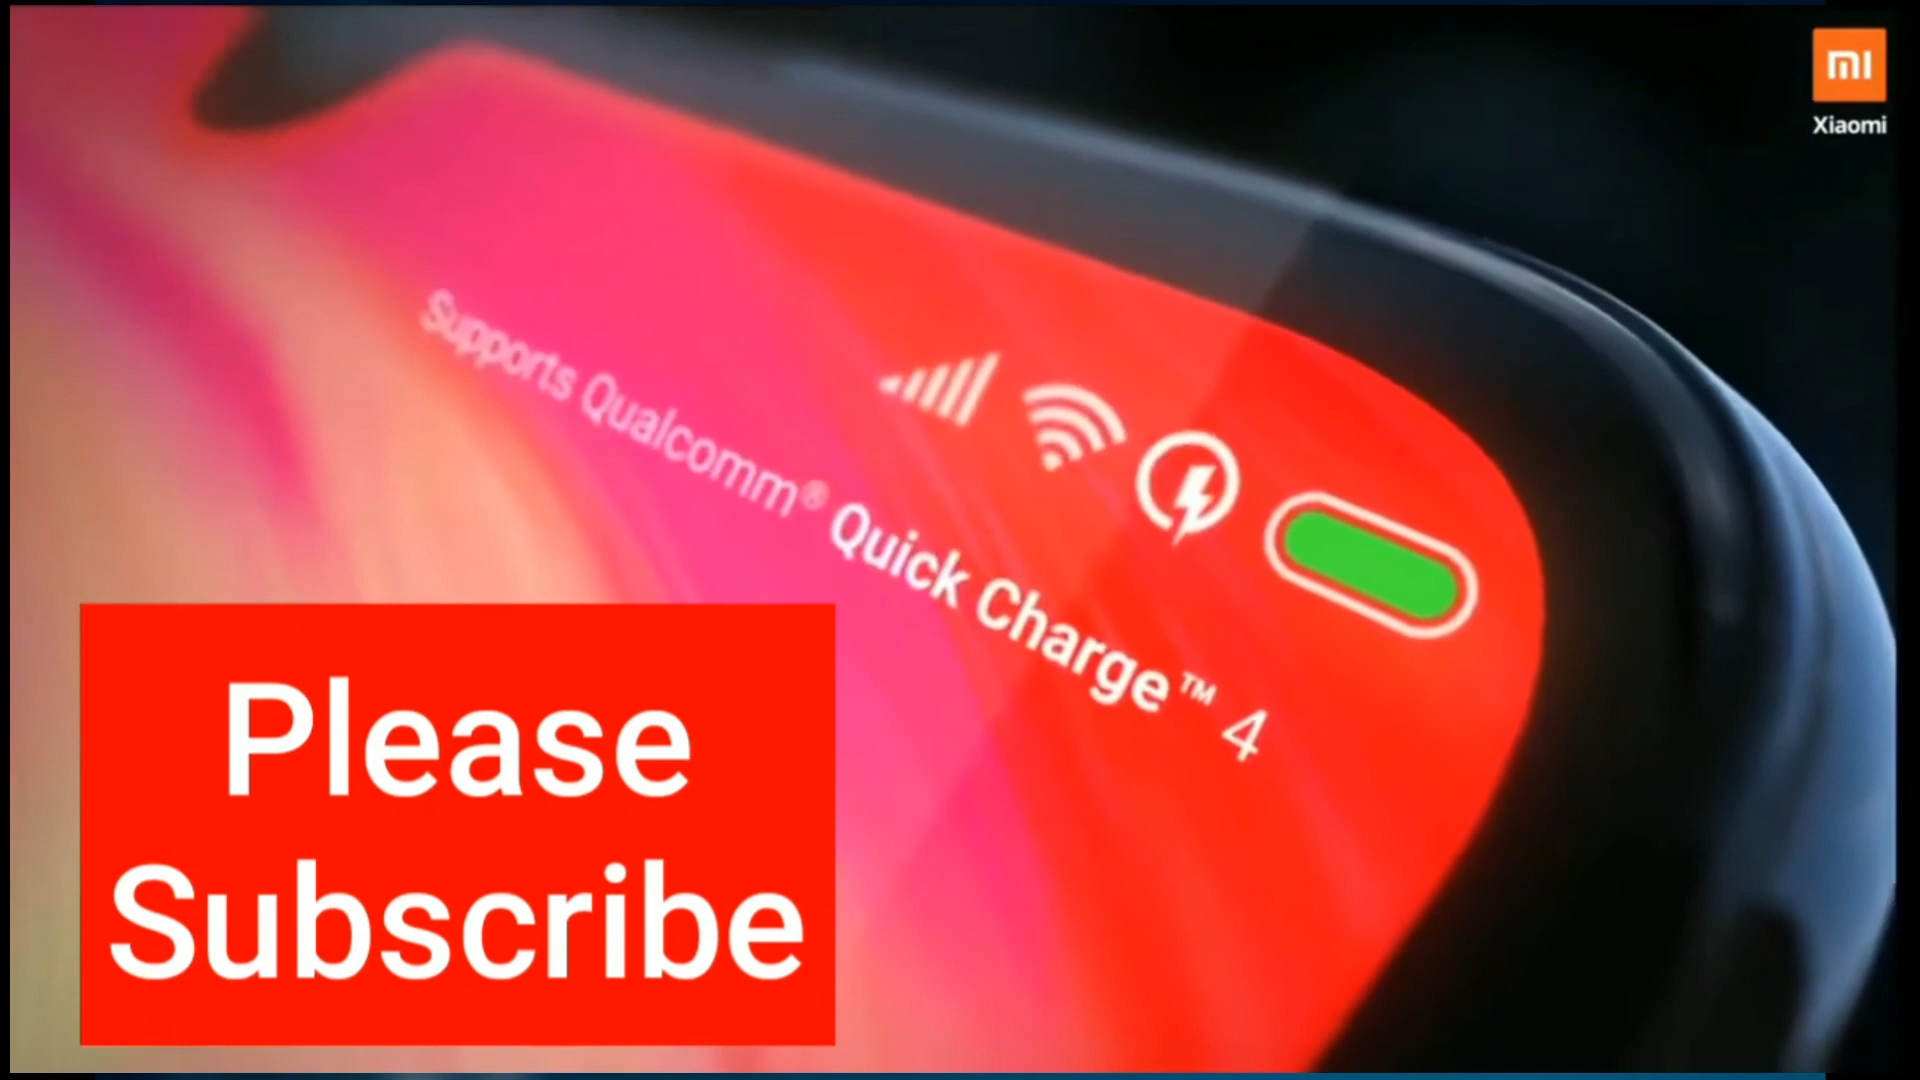 mi
Xiaomi
Supports Qualcomm® Quick Charge™ 4
Please
Subscribe